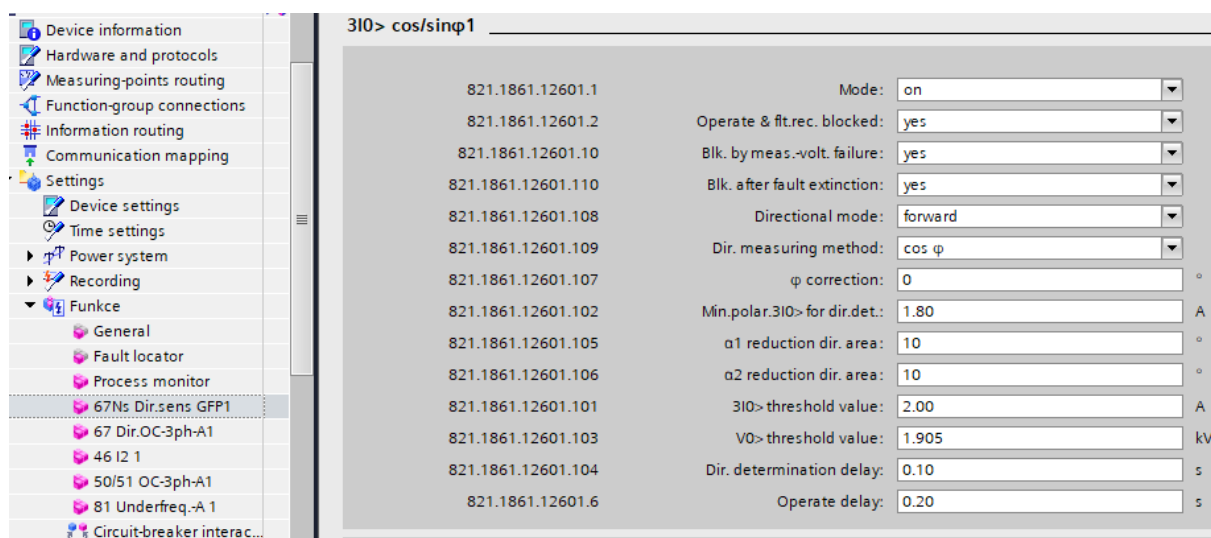 Device information
Hardware and protocols
Measuring-points routing
Function-group connections
Information routing
Communication mapping
Settings
Device settings
Time settings
Power system
Recording
Funkce
General
Fault locator
Process monitor
67Ns Dir.sens GFP1
67 Dir.OC-3ph-A1
46 I2 1
50/51 OC-3ph-A1
81 Underfreq.-A 1
Circuit-breaker interac...
3I0> cos/sinφ1
821.1861.12601.1 Mode: on
821.1861.12601.2 Operate & flt.rec. blocked: yes
821.1861.12601.10 Blk. by meas.-volt. failure: yes
821.1861.12601.110 Blk. after fault extinction: yes
821.1861.12601.108 Directional mode: forward
821.1861.12601.109 Dir. measuring method: cos φ
821.1861.12601.107 φ correction: 0 °
821.1861.12601.102 Min.polar.3I0> for dir.det.: 1.80 A
821.1861.12601.105 α1 reduction dir. area: 10 °
821.1861.12601.106 α2 reduction dir. area: 10 °
821.1861.12601.101 3I0> threshold value: 2.00 A
821.1861.12601.103 V0> threshold value: 1.905 kV
821.1861.12601.104 Dir. determination delay: 0.10 s
821.1861.12601.6 Operate delay: 0.20 s